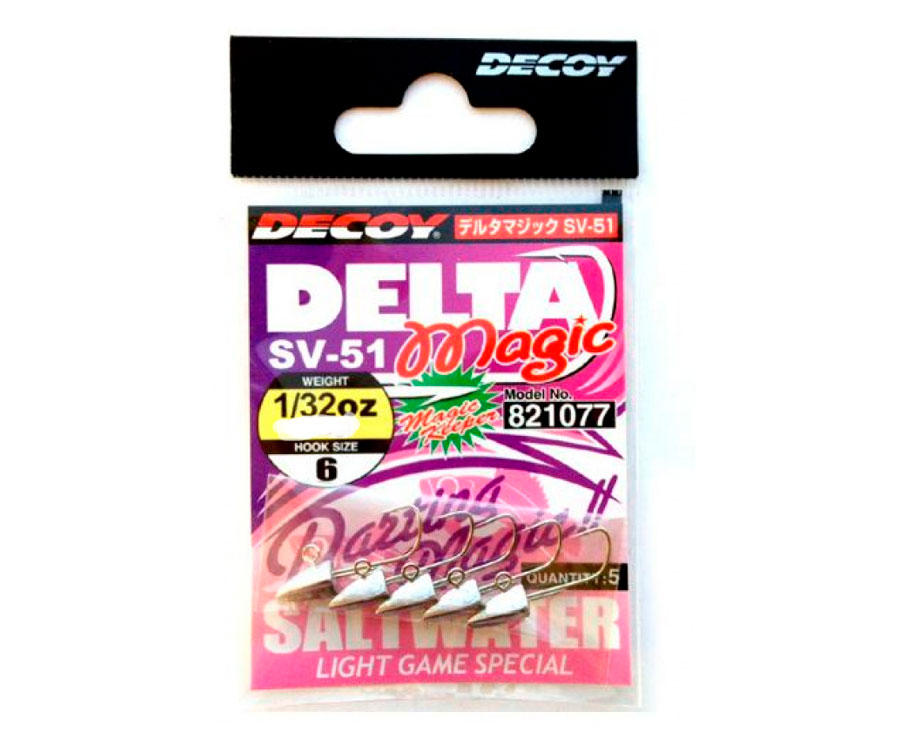 DECOY
DECOY® デルタマジック SV-51
DELTA
SV-51 Magic
WEIGHT
1/32oz
Magic Keeper
Model No.
821077
HOOK SIZE
6
Darting
Magic!!
QUANTITY:5
SALTWATER
LIGHT GAME SPECIAL